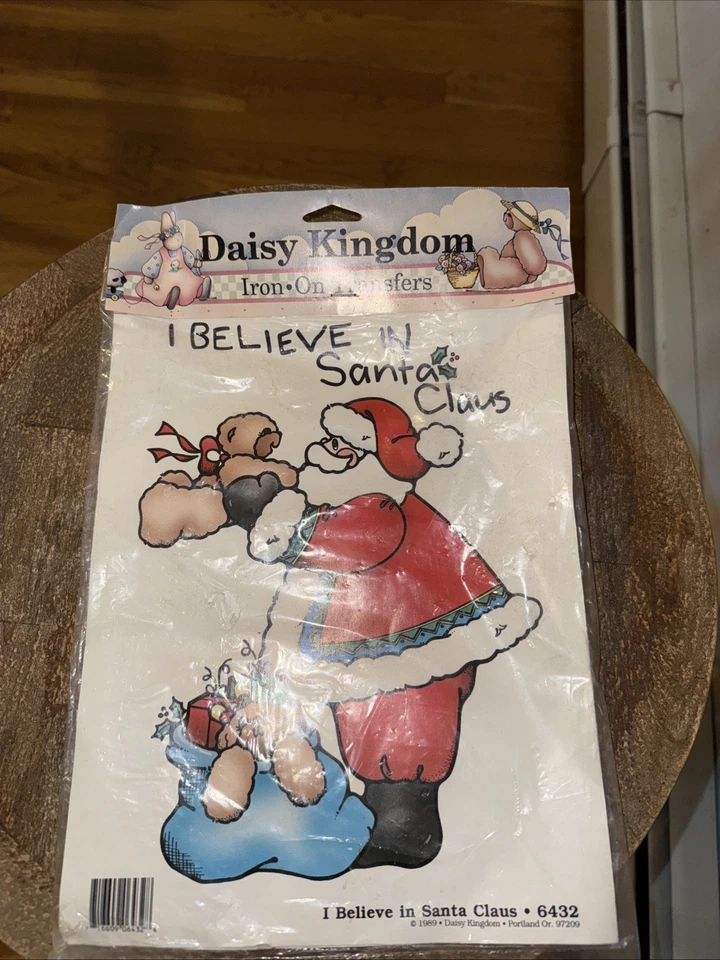 Daisy Kingdom
Iron•On Transfers
I BELIEVE IN
Santa
Claus
I Believe in Santa Claus • 6432
© 1989 • Daisy Kingdom • Portland Or. 97209